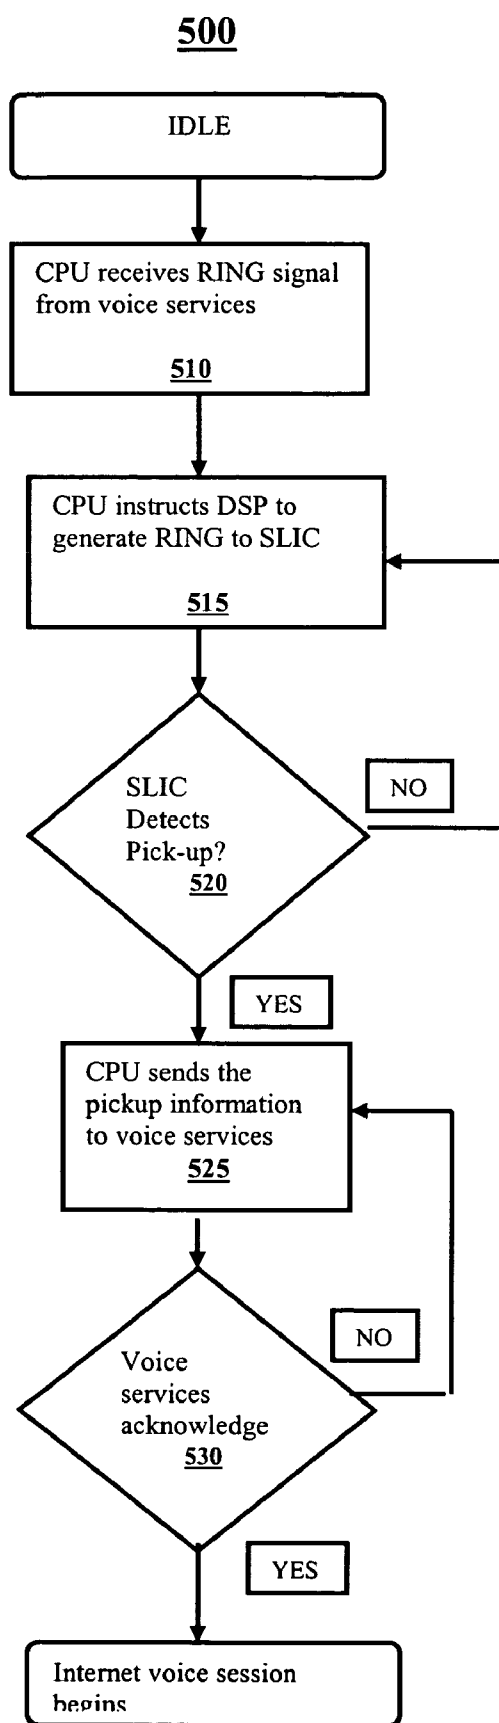 500
IDLE
CPU receives RING signal
from voice services
510
CPU instructs DSP to
generate RING to SLIC
515
SLIC
Detects
Pick-up?
520
NO
YES
CPU sends the
pickup information
to voice services
525
NO
Voice
services
acknowledge
530
YES
Internet voice session
begins